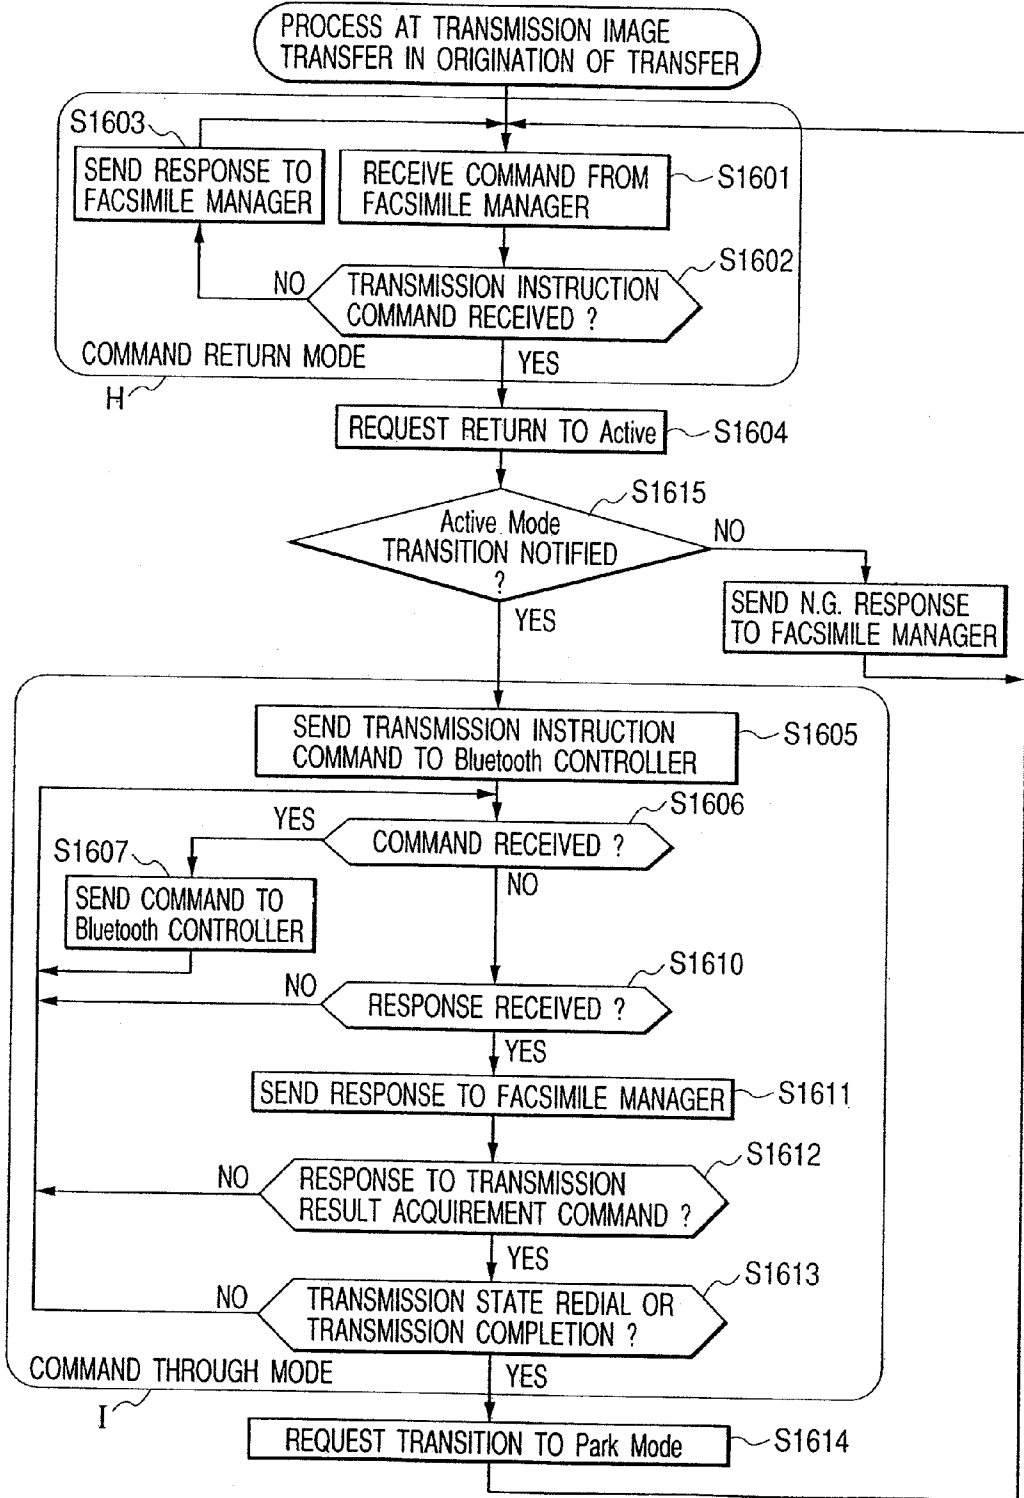 PROCESS AT TRANSMISSION IMAGE
TRANSFER IN ORIGINATION OF TRANSFER
S1603
SEND RESPONSE TO
FACSIMILE MANAGER
RECEIVE COMMAND FROM
FACSIMILE MANAGER
S1601
S1602
NO
TRANSMISSION INSTRUCTION
COMMAND RECEIVED ?
COMMAND RETURN MODE
YES
H
REQUEST RETURN TO Active
S1604
S1615
Active Mode
TRANSITION NOTIFIED
?
NO
YES
SEND N.G. RESPONSE
TO FACSIMILE MANAGER
SEND TRANSMISSION INSTRUCTION
COMMAND TO Bluetooth CONTROLLER
S1605
S1606
YES
COMMAND RECEIVED ?
S1607
NO
SEND COMMAND TO
Bluetooth CONTROLLER
S1610
NO
RESPONSE RECEIVED ?
YES
SEND RESPONSE TO FACSIMILE MANAGER
S1611
S1612
NO
RESPONSE TO TRANSMISSION
RESULT ACQUIREMENT COMMAND ?
YES
S1613
NO
TRANSMISSION STATE REDIAL OR
TRANSMISSION COMPLETION ?
COMMAND THROUGH MODE
YES
I
REQUEST TRANSITION TO Park Mode
S1614